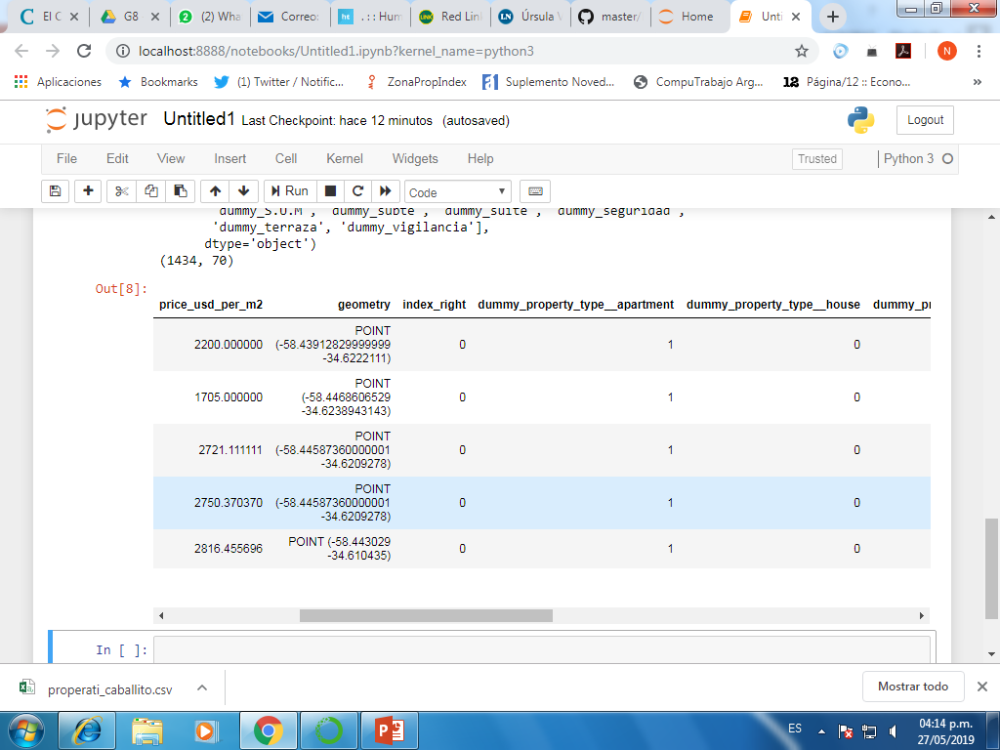 El C
G8
(2) Wha
Correo:
.::: Hum
Red Link
Úrsula V
master/
Home
Unti
localhost:8888/notebooks/Untitled1.ipynb?kernel_name=python3
N
Aplicaciones
Bookmarks
(1) Twitter / Notific...
ZonaPropIndex
Suplemento Noved...
CompuTrabajo Arg...
12 Página/12 :: Econo...
»
jupyter Untitled1 Last Checkpoint: hace 12 minutos (autosaved)
Logout
File Edit View Insert Cell Kernel Widgets Help
Trusted
Python 3
Run
Code
'dummy_S.U.M', 'dummy_subte', 'dummy_suite', 'dummy_seguridad',
'dummy_terraza', 'dummy_vigilancia'],
dtype='object')
(1434, 70)
Out[8]:
price_usd_per_m2 geometry index_right dummy_property_type__apartment dummy_property_type__house dummy_pr
POINT
2200.000000 (-58.43912829999999 0 1 0
-34.6222111)
POINT
1705.000000 (-58.4468606529 0 1 0
-34.6238943143)
POINT
2721.111111 (-58.44587360000001 0 1 0
-34.6209278)
POINT
2750.370370 (-58.44587360000001 0 1 0
-34.6209278)
2816.455696 POINT (-58.443029 0 1 0
-34.610435)
In [ ]:
properati_caballito.csv
Mostrar todo
ES
04:14 p.m.
27/05/2019